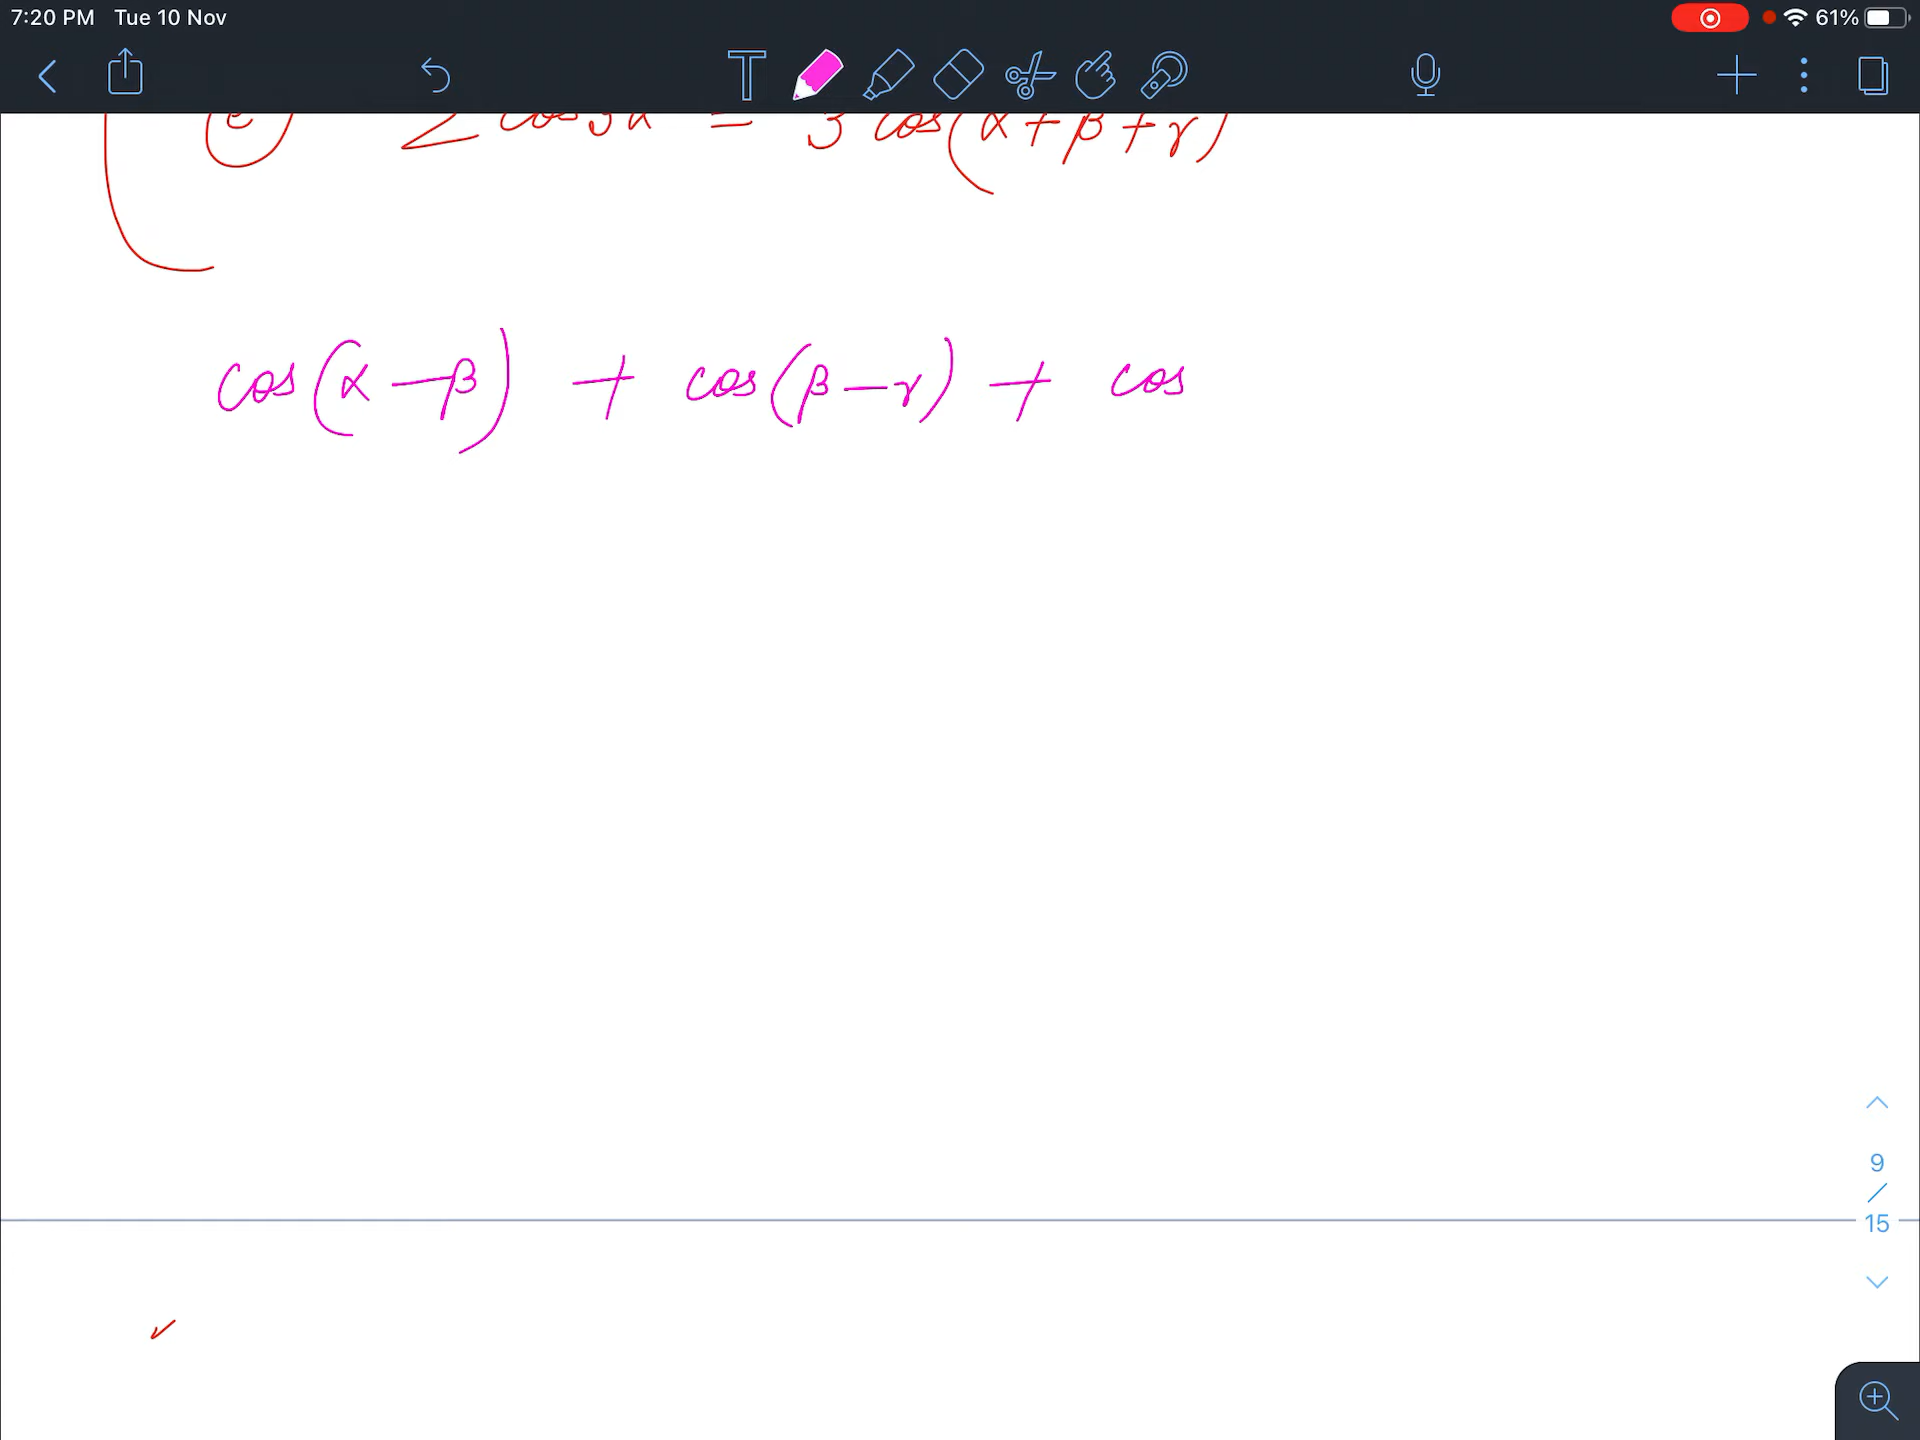 7:20 PM Tue 10 Nov 61%
T
(c) Σ cos 3α = 3 cos(α + β + γ)
cos(α – β) + cos(β – γ) + cos
9
/
15